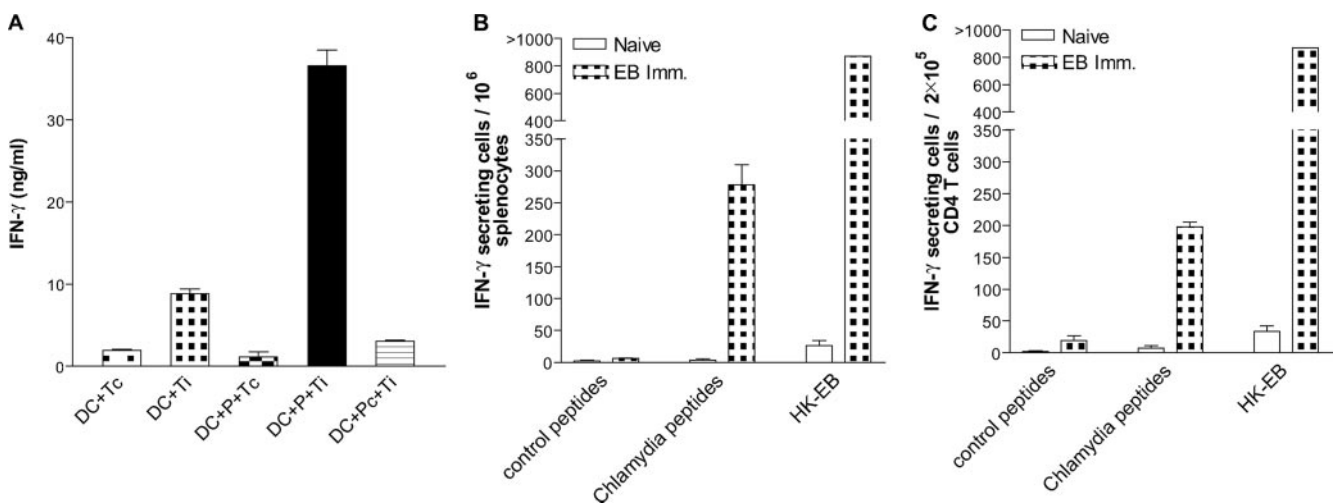 A
IFN-γ (ng/ml)
40
30
20
10
0
DC+Tc
DC+Ti
DC+P+Tc
DC+P+Ti
DC+Pc+Ti
B
IFN-γ secreting cells / 10⁶
splenocytes
>1000
800
600
400
350
300
250
200
150
100
50
0
Naive
EB Imm.
control peptides
Chlamydia peptides
HK-EB
C
IFN-γ secreting cells / 2×10⁵
CD4 T cells
>1000
800
600
400
350
300
250
200
150
100
50
0
Naive
EB Imm.
control peptides
Chlamydia peptides
HK-EB